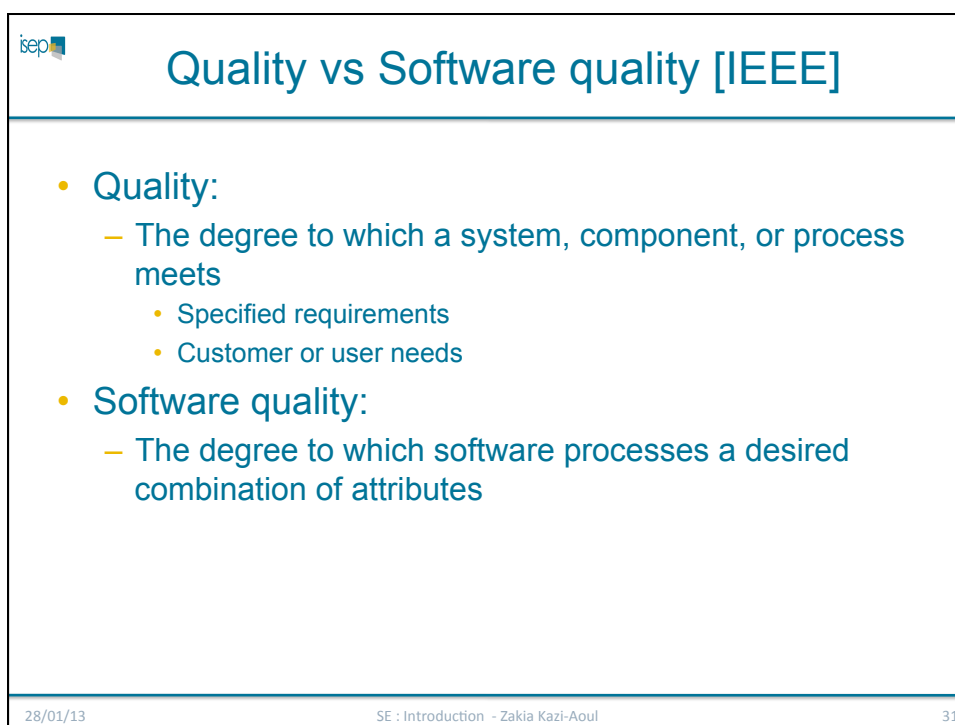 isep
Quality vs Software quality [IEEE]
• Quality:
– The degree to which a system, component, or process
meets
• Specified requirements
• Customer or user needs
• Software quality:
– The degree to which software processes a desired
combination of attributes
28/01/13 SE : Introduction - Zakia Kazi-Aoul 31